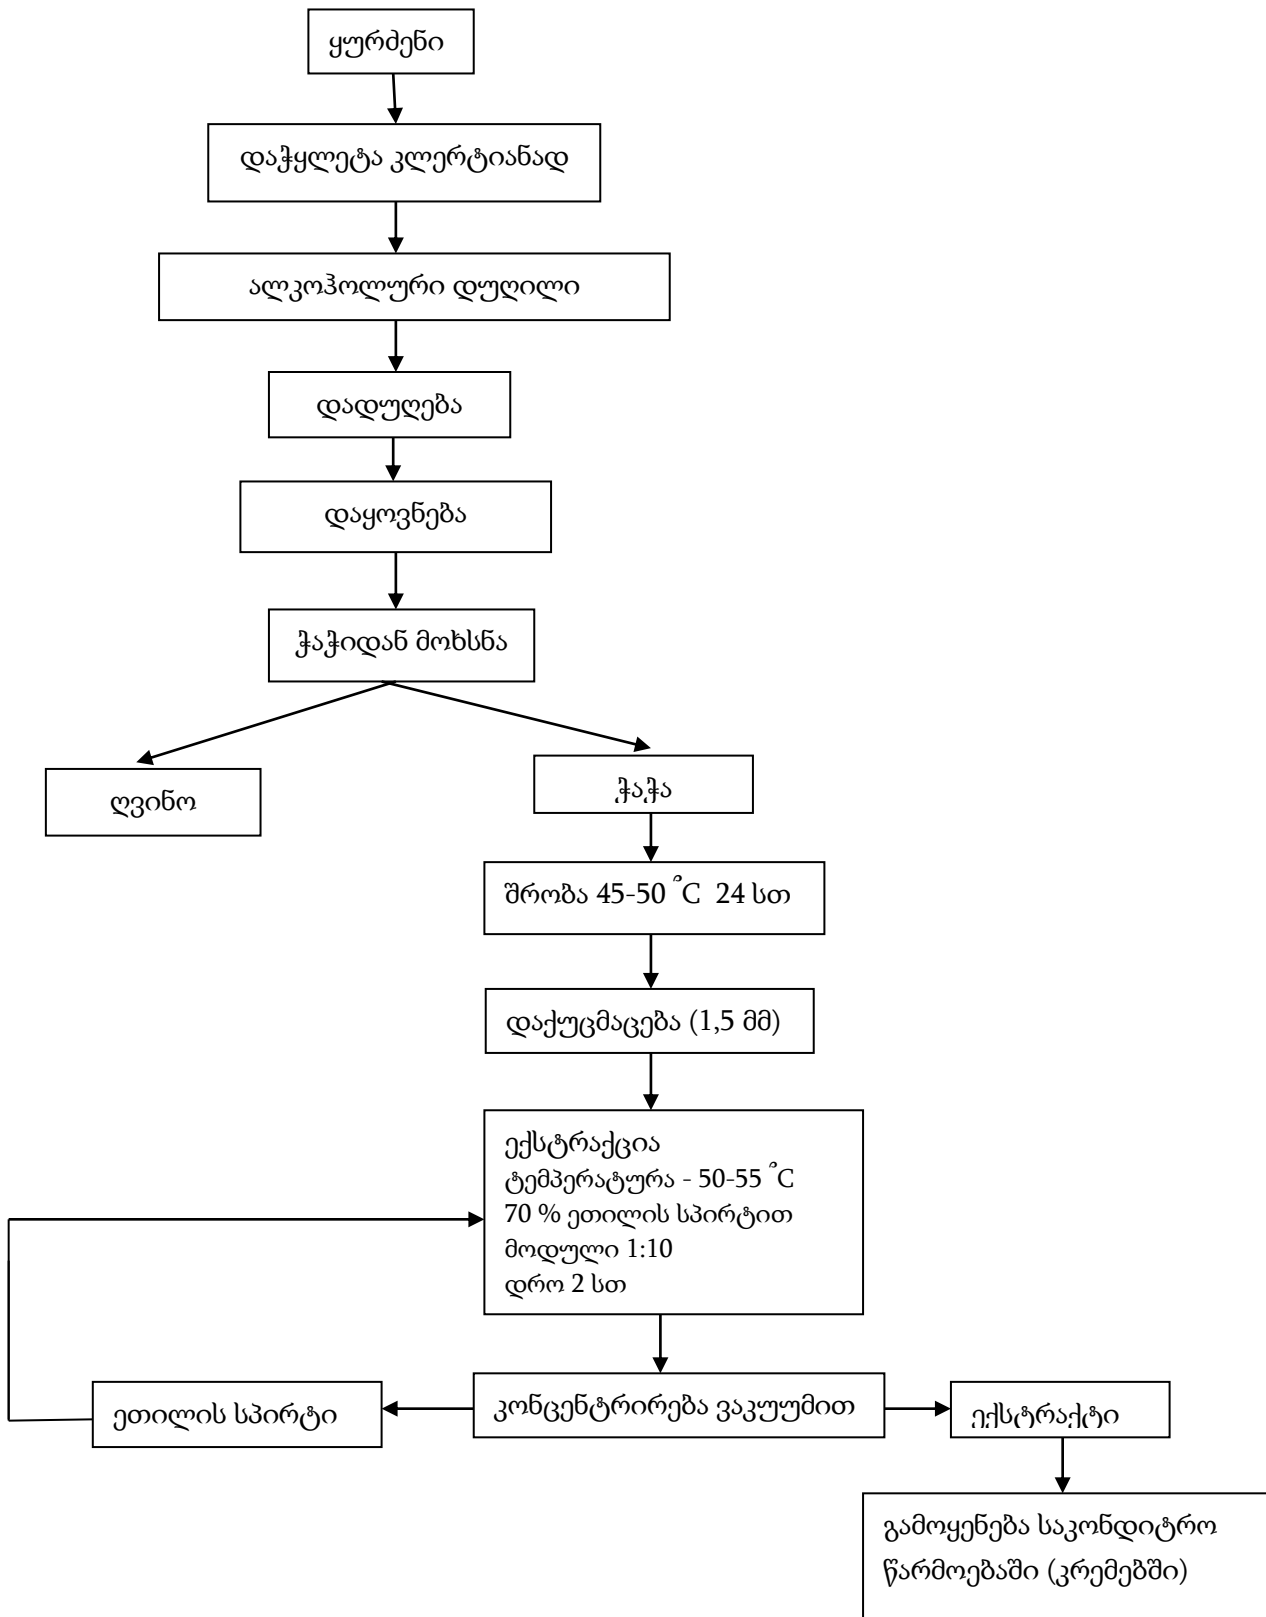 ყურძენი
დაჭყლეტა კლერტიანად
ალკოჰოლური დუღილი
დადუღება
დაყოვნება
ჭაჭიდან მოხსნა
ღვინო
ჭაჭა
შრობა 45-50 ֯C 24 სთ
დაქუცმაცება (1,5 მმ)
ექსტრაქცია
ტემპერატურა - 50-55 ֯C
70 % ეთილის სპირტით
მოდული 1:10
დრო 2 სთ
ეთილის სპირტი
კონცენტრირება ვაკუუმით
ექსტრაქტი
გამოყენება საკონდიტრო
წარმოებაში (კრემებში)